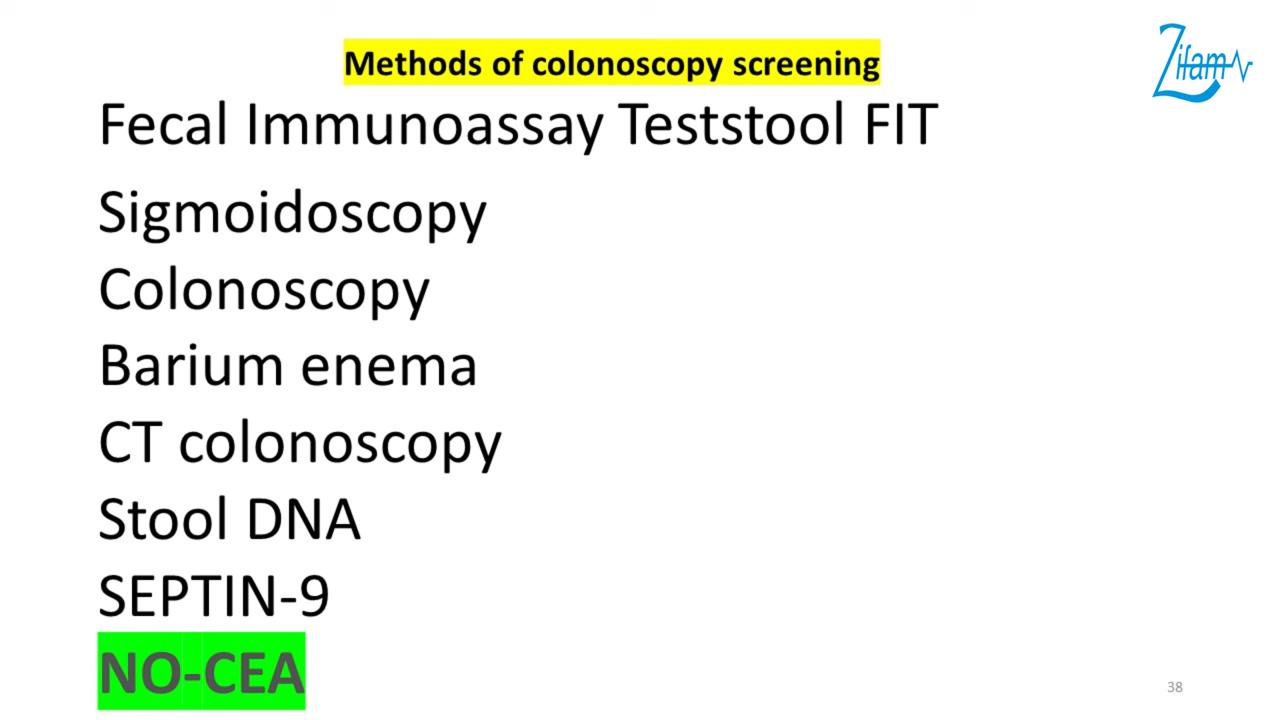 Methods of colonoscopy screening
Zifam
Fecal Immunoassay Teststool FIT
Sigmoidoscopy
Colonoscopy
Barium enema
CT colonoscopy
Stool DNA
SEPTIN-9
NO-CEA
38